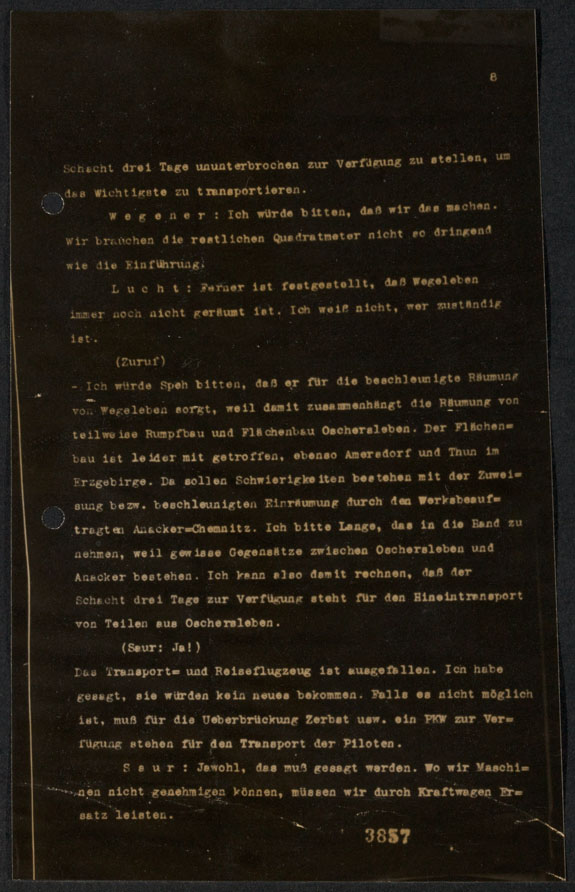 8
Schacht drei Tage ununterbrochen zur Verfügung zu stellen, um
das Wichtigste zu transportieren.
W e g e n e r : Ich würde bitten, daß wir das machen.
Wir brauchen die restlichen Quadratmeter nicht so dringend
wie die Einführung.
L u c h t : Ferner ist festgestellt, daß Wegeleben
immer noch nicht geräumt ist. Ich weiß nicht, wer zuständig
ist.
(Zuruf)
- Ich würde Speh bitten, daß er für die beschleunigte Räumung
von Wegeleben sorgt, weil damit zusammenhängt die Räumung von
teilweise Rumpfbau und Flächenbau Oschersleben. Der Flächen=
bau ist leider mit getroffen, ebenso Amersdorf und Thun im
Erzgebirge. Da sollen Schwierigkeiten bestehen mit der Zuwei=
sung bezw. beschleunigten Einräumung durch den Werksbeauf=
tragten Anacker=Chemnitz. Ich bitte Lange, das in die Hand zu
nehmen, weil gewisse Gegensätze zwischen Oschersleben und
Anacker bestehen. Ich kann also damit rechnen, daß der
Schacht drei Tage zur Verfügung steht für den Hineintransport
von Teilen aus Oschersleben.
(Saur: Ja!)
Das Transport= und Reiseflugzeug ist ausgefallen. Ich habe
gesagt, sie würden kein neues bekommen. Falls es nicht möglich
ist, muß für die Ueberbrückung Zerbst usw. ein PKW zur Ver=
fügung stehen für den Transport der Piloten.
S a u r : Jawohl, das muß gesagt werden. Wo wir Maschi=
nen nicht genehmigen können, müssen wir durch Kraftwagen Er=
satz leisten.
3857